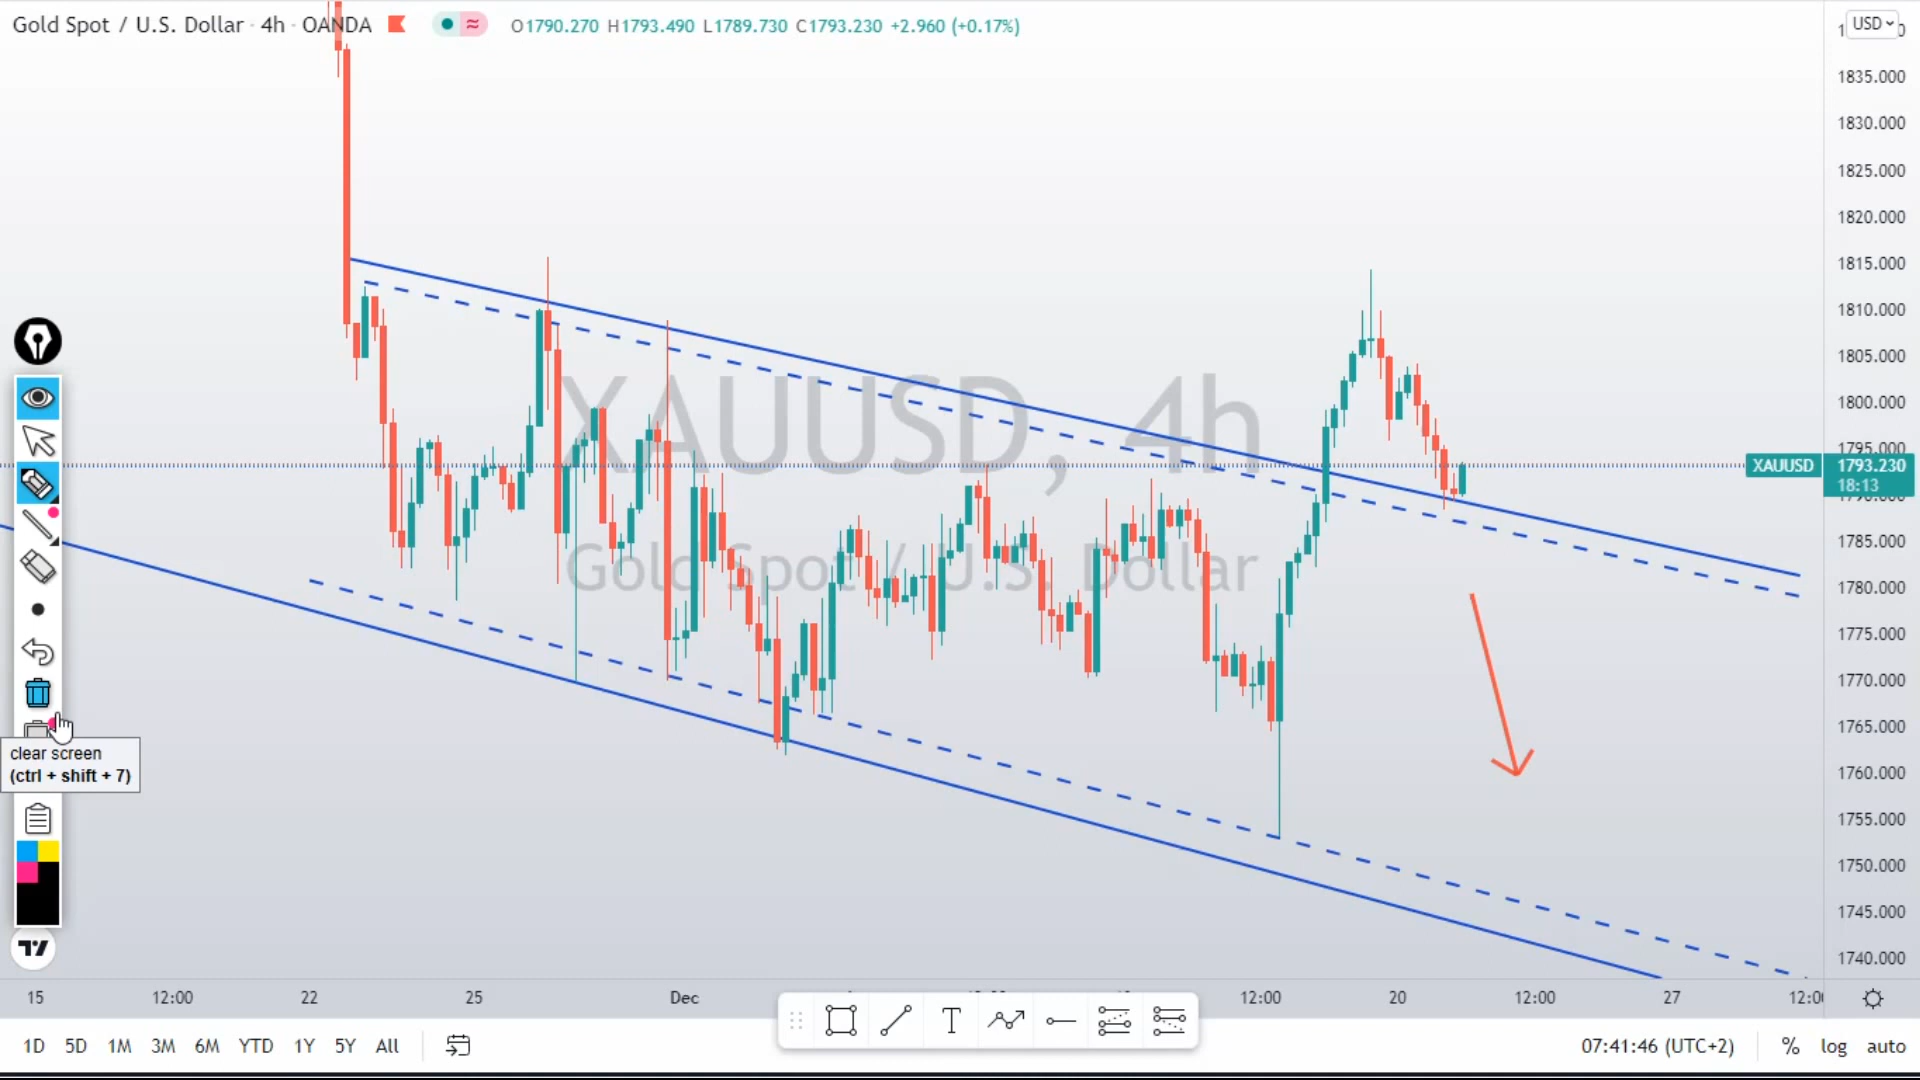 Gold Spot / U.S. Dollar · 4h · OANDA
O1790.270 H1793.490 L1789.730 C1793.230 +2.960 (+0.17%)
USD
1835.000
1830.000
1825.000
1820.000
1815.000
1810.000
1805.000
1800.000
1795.000
XAUUSD 1793.230
18:13
1790.000
1785.000
1780.000
1775.000
1770.000
1765.000
1760.000
1755.000
1750.000
1745.000
1740.000
XAUUSD, 4h
Gold Spot / U.S. Dollar
clear screen
(ctrl + shift + 7)
15 12:00 22 25 Dec 12:00 20 12:00 27
1D 5D 1M 3M 6M YTD 1Y 5Y All
07:41:46 (UTC+2) % log auto